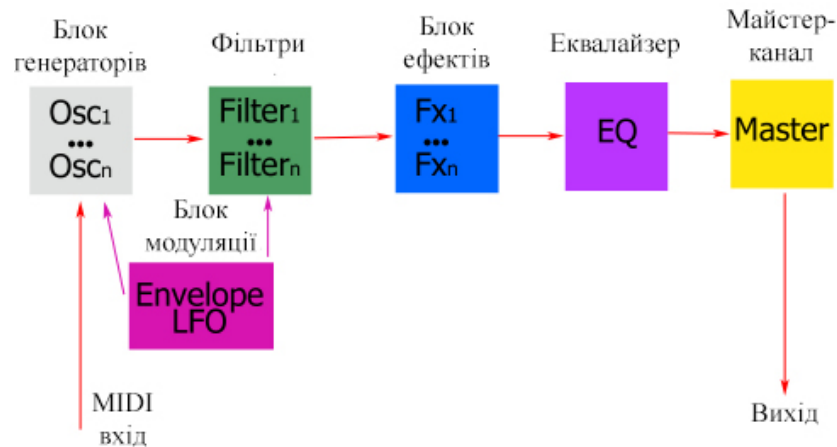 Блок
генераторів
Фільтри
Блок
ефектів
Еквалайзер
Майстер-
канал
Osc1
...
Oscn
Filter1
...
Filtern
Fx1
...
Fxn
EQ
Master
Блок
модуляції
Envelope
LFO
MIDI
вхід
Вихід